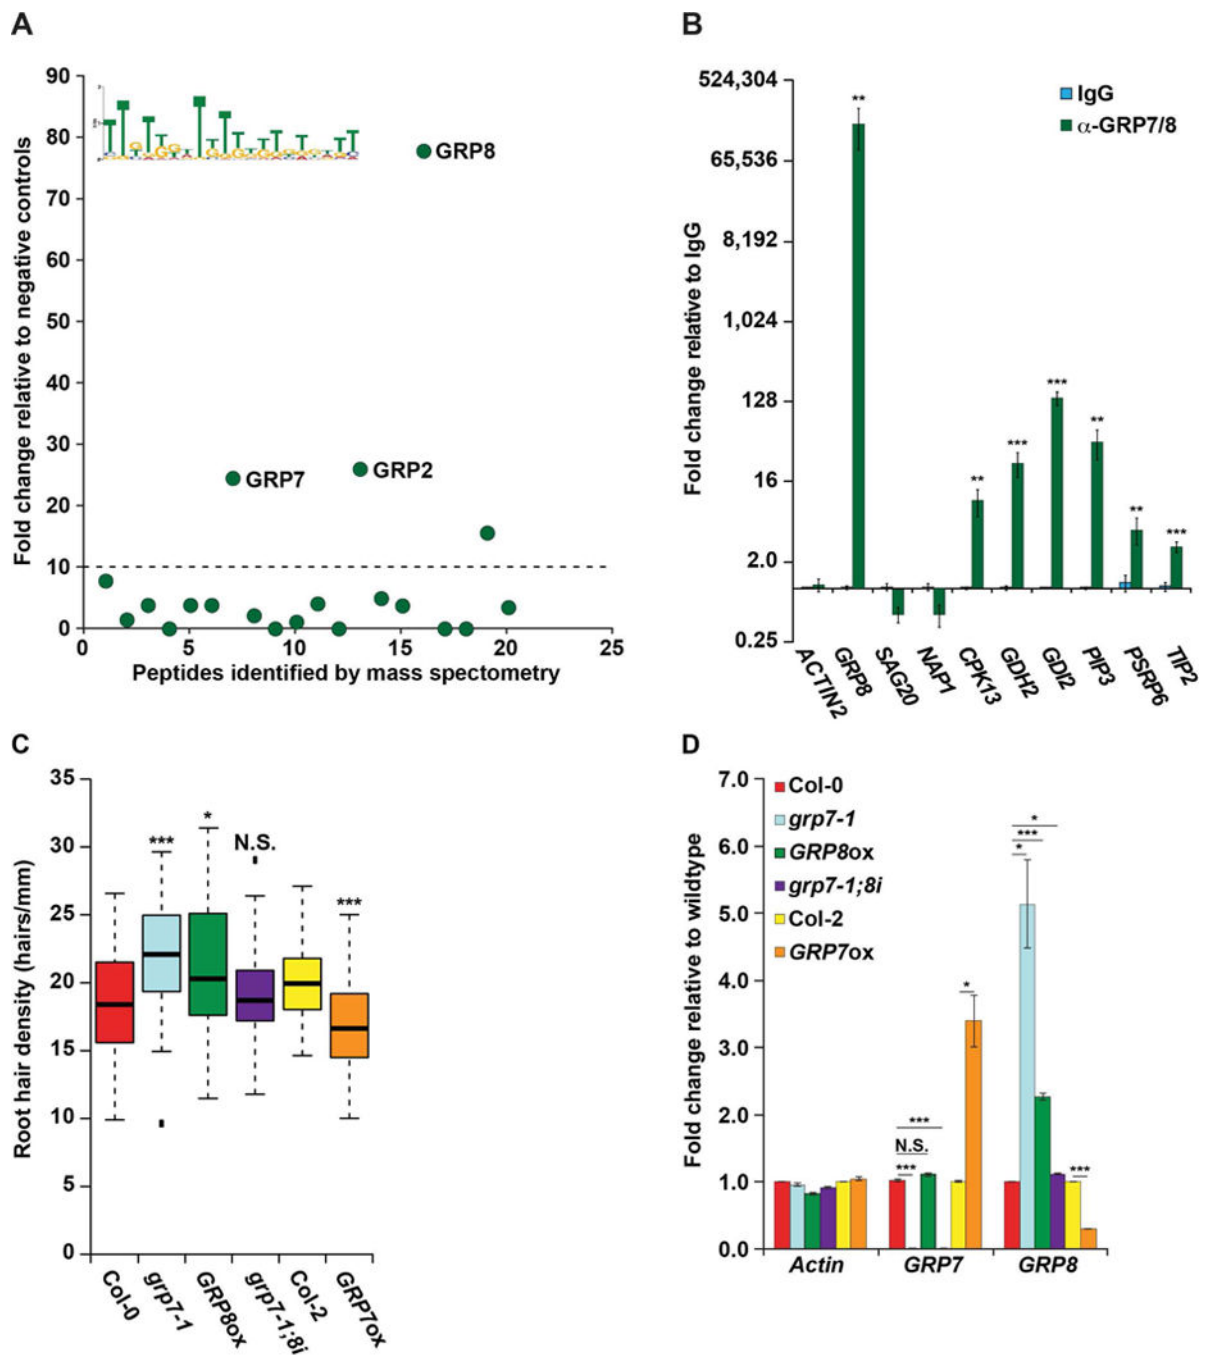 A
Fold change relative to negative controls
90
80
70
60
50
40
30
20
10
0
GRP8
GRP7
GRP2
0 5 10 15 20 25
Peptides identified by mass spectometry
B
Fold change relative to IgG
524,304
65,536
8,192
1,024
128
16
2.0
0.25
IgG
α-GRP7/8
**
**
***
***
**
**
***
ACTIN2 GRP8 SAG20 NAP1 CPK13 GDH2 GDI2 PIP3 PSRP6 TIP2
C
Root hair density (hairs/mm)
35
30
25
20
15
10
5
0
***
*
N.S.
***
Col-0 grp7-1 GRP8ox grp7-1;8i Col-2 GRP7ox
D
Fold change relative to wildtype
7.0
6.0
5.0
4.0
3.0
2.0
1.0
0.0
Col-0
grp7-1
GRP8ox
grp7-1;8i
Col-2
GRP7ox
***
N.S.
***
*
*
***
*
***
Actin GRP7 GRP8